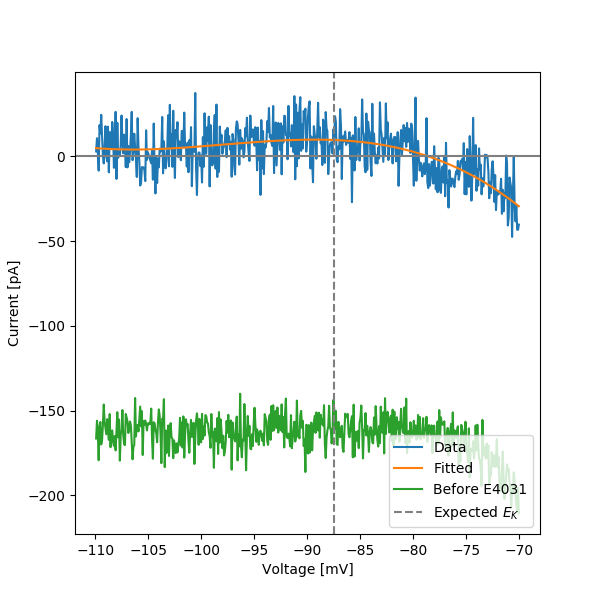 0
−50
−100
−150
−200
Current [pA]
Data
Fitted
Before E4031
Expected E_K
−110
−105
−100
−95
−90
−85
−80
−75
−70
Voltage [mV]